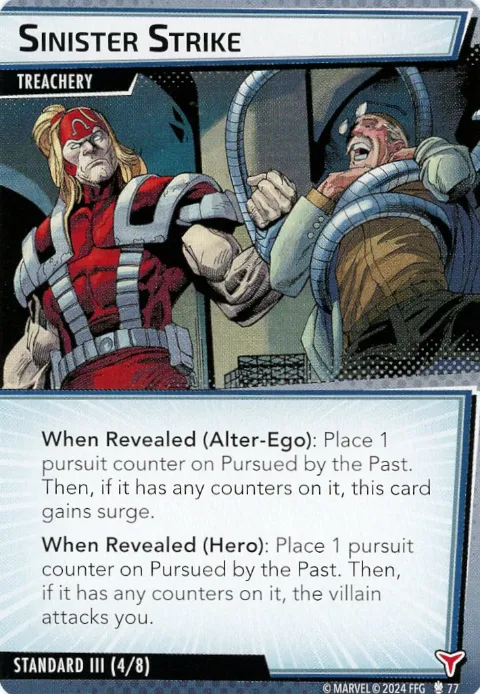 SINISTER STRIKE
TREACHERY
When Revealed (Alter-Ego): Place 1
pursuit counter on Pursued by the Past.
Then, if it has any counters on it, this card
gains surge.
When Revealed (Hero): Place 1 pursuit
counter on Pursued by the Past. Then,
if it has any counters on it, the villain
attacks you.
STANDARD III (4/8)
© MARVEL © 2024 FFG 77